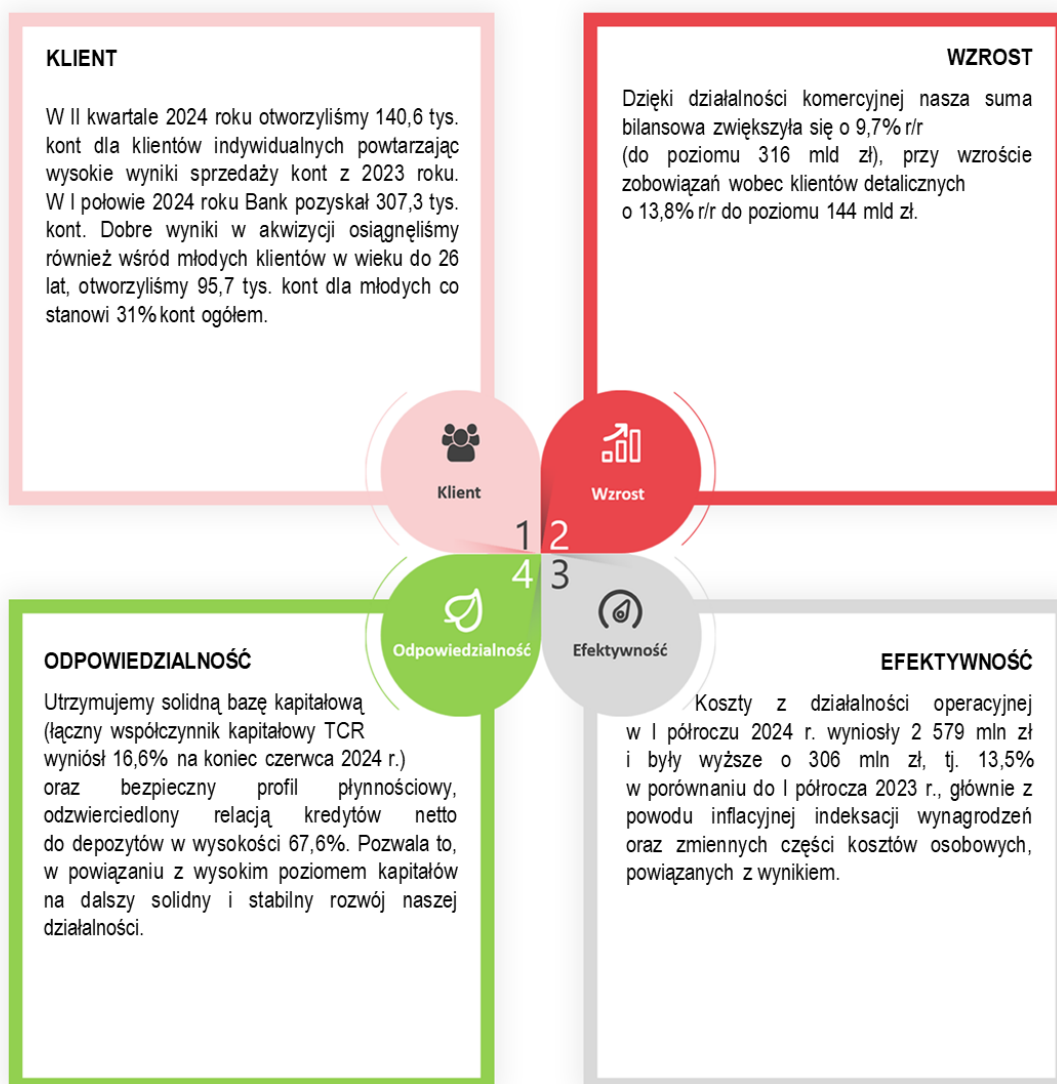 KLIENT
W II kwartale 2024 roku otworzyliśmy 140,6 tys.
kont dla klientów indywidualnych powtarzając
wysokie wyniki sprzedaży kont z 2023 roku.
W I połowie 2024 roku Bank pozyskał 307,3 tys.
kont. Dobre wyniki w akwizycji osiągnęliśmy
również wśród młodych klientów w wieku do 26
lat, otworzyliśmy 95,7 tys. kont dla młodych co
stanowi 31% kont ogółem.
WZROST
Dzięki działalności komercyjnej nasza suma
bilansowa zwiększyła się o 9,7% r/r
(do poziomu 316 mld zł), przy wzroście
zobowiązań wobec klientów detalicznych
o 13,8% r/r do poziomu 144 mld zł.
Klient
1
Wzrost
2
4
Odpowiedzialność
3
Efektywność
ODPOWIEDZIALNOŚĆ
Utrzymujemy solidną bazę kapitałową
(łączny współczynnik kapitałowy TCR
wyniósł 16,6% na koniec czerwca 2024 r.)
oraz bezpieczny profil płynnościowy,
odzwierciedlony relacją kredytów netto
do depozytów w wysokości 67,6%. Pozwala to,
w powiązaniu z wysokim poziomem kapitałów
na dalszy solidny i stabilny rozwój naszej
działalności.
EFEKTYWNOŚĆ
Koszty z działalności operacyjnej
w I półroczu 2024 r. wyniosły 2 579 mln zł
i były wyższe o 306 mln zł, tj. 13,5%
w porównaniu do I półrocza 2023 r., głównie z
powodu inflacyjnej indeksacji wynagrodzeń
oraz zmiennych części kosztów osobowych,
powiązanych z wynikiem.